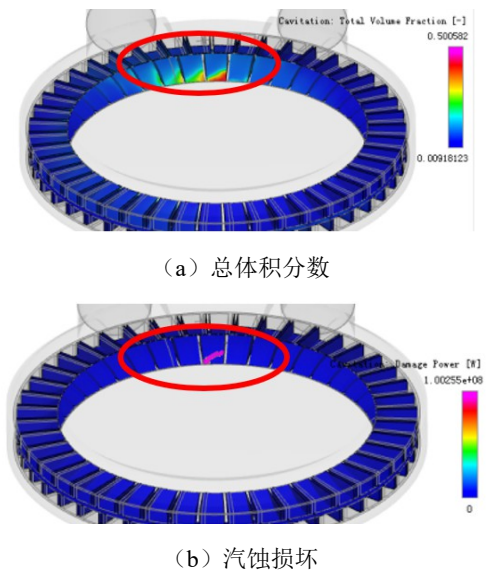 Cavitation: Total Volume Fraction [-]
0.500582
0.00918123
（a）总体积分数
Damage Power [W]
1.00255e+08
0
（b）汽蚀损坏